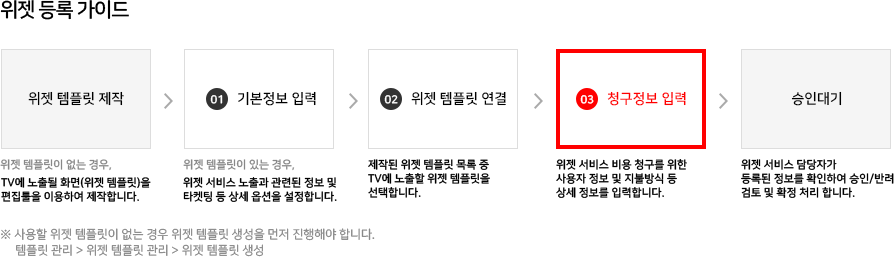 위젯 등록 가이드
위젯 템플릿 제작
01 기본정보 입력
02 위젯 템플릿 연결
03 청구정보 입력
승인대기
위젯 템플릿이 없는 경우,
TV에 노출될 화면(위젯 템플릿)을
편집툴을 이용하여 제작합니다.
위젯 템플릿이 있는 경우,
위젯 서비스 노출과 관련된 정보 및
타켓팅 등 상세 옵션을 설정합니다.
제작된 위젯 템플릿 목록 중
TV에 노출할 위젯 템플릿을
선택합니다.
위젯 서비스 비용 청구를 위한
사용자 정보 및 지불방식 등
상세 정보를 입력합니다.
위젯 서비스 담당자가
등록된 정보를 확인하여 승인/반려
검토 및 확정 처리 합니다.
※ 사용할 위젯 템플릿이 없는 경우 위젯 템플릿 생성을 먼저 진행해야 합니다.
템플릿 관리 > 위젯 템플릿 관리 > 위젯 템플릿 생성